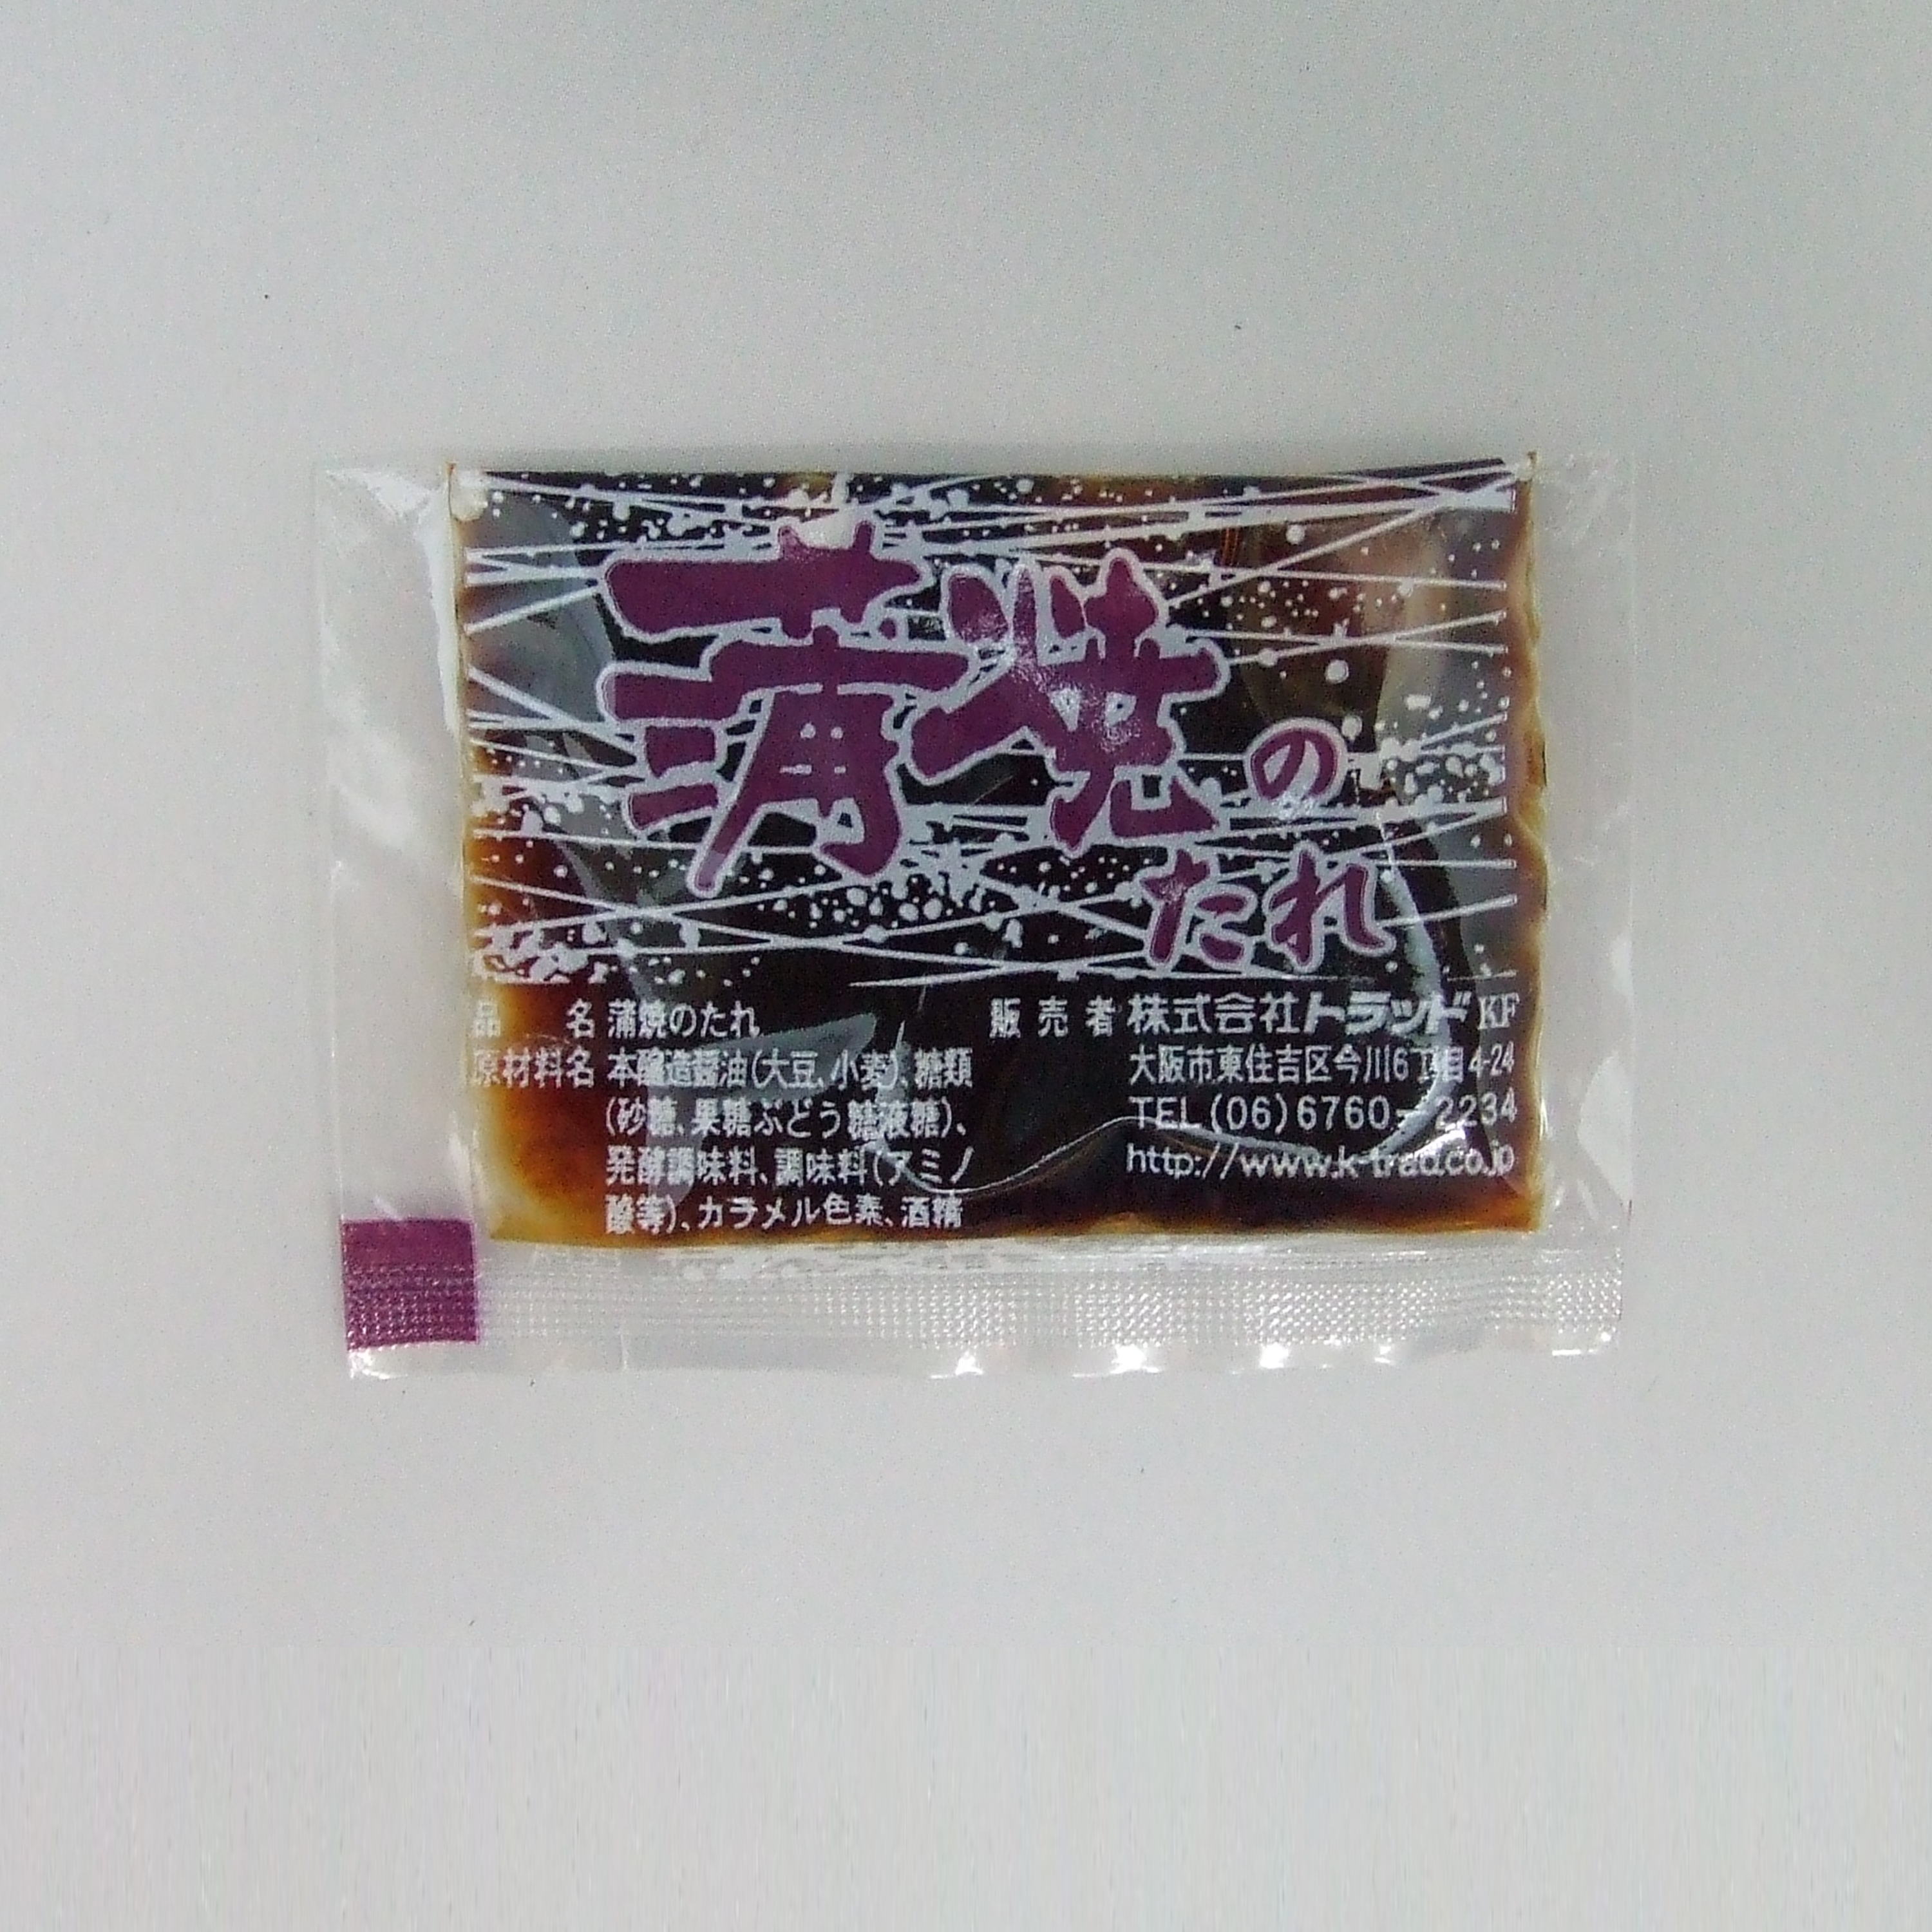 蒲焼の
たれ
品　　名 蒲焼のたれ
原材料名 本醸造醤油(大豆、小麦)、糖類
(砂糖、果糖ぶどう糖液糖)、
発酵調味料、調味料(アミノ
酸等)、カラメル色素、酒精
販売者 株式会社トラッド KF
大阪市東住吉区今川6丁目4-24
TEL(06)6760-2234
http://www.k-trad.co.jp